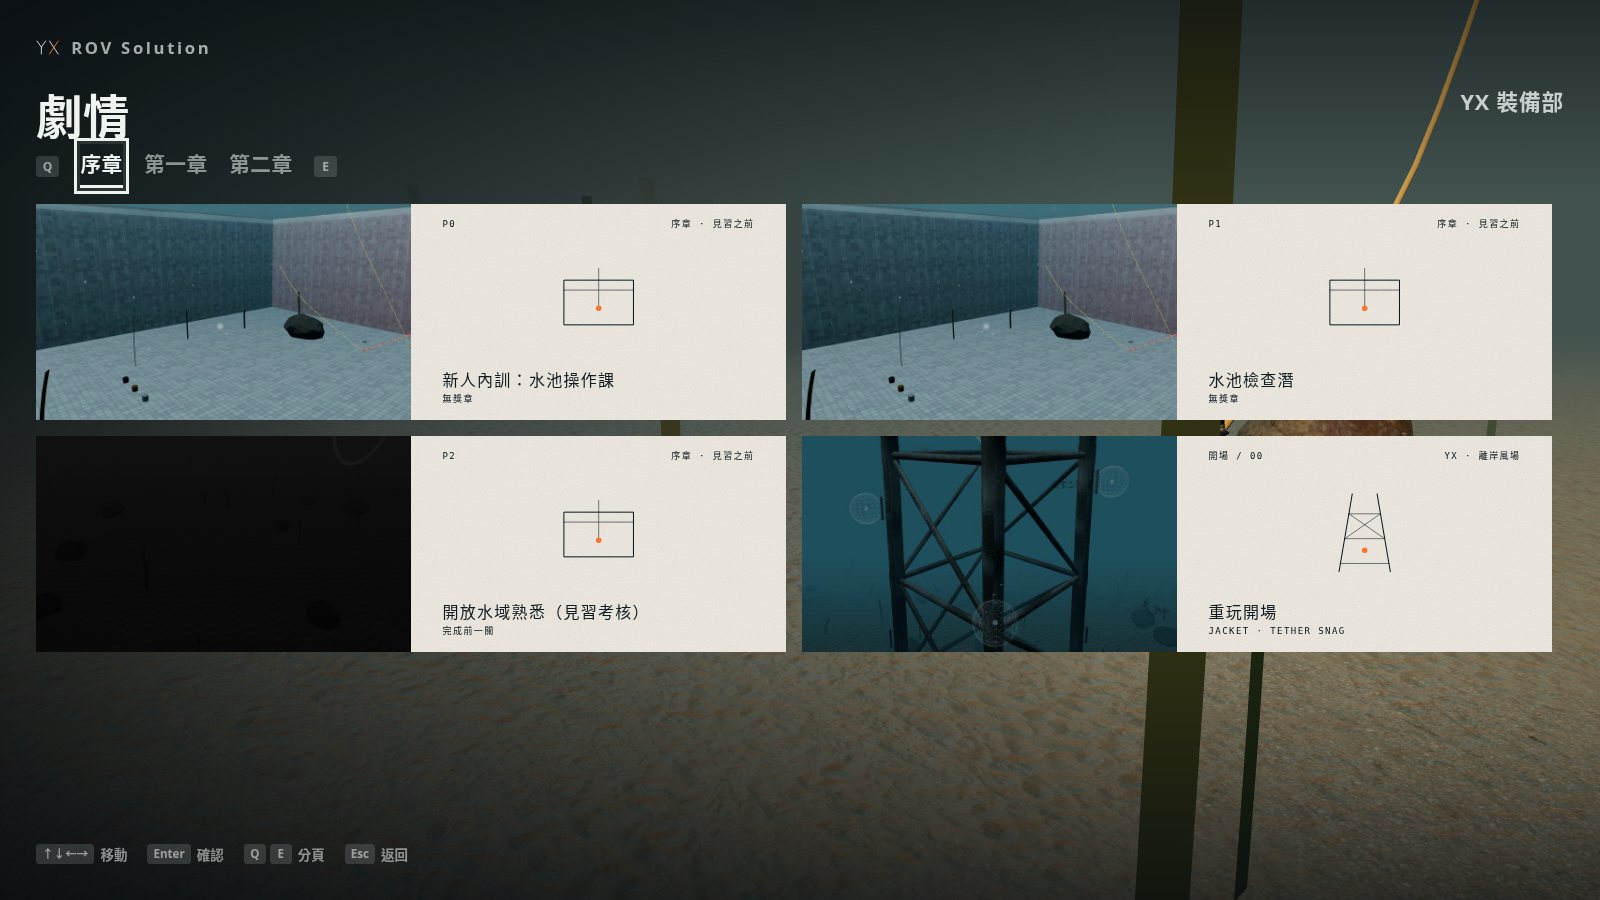 YX ROV Solution
劇情
YX 裝備部
Q 序章 第一章 第二章 E
P0 序章 · 見習之前
新人內訓：水池操作課
無獎章
P1 序章 · 見習之前
水池檢查潛
無獎章
P2 序章 · 見習之前
開放水域熟悉（見習考核）
完成前一關
開場 / 00 YX · 離岸風場
重玩開場
JACKET · TETHER SNAG
↑↓←→ 移動 Enter 確認 Q E 分頁 Esc 返回